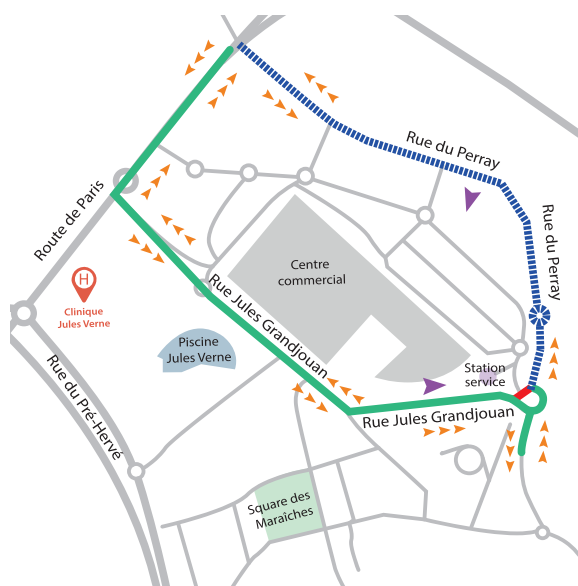 Rue du Perray
Route de Paris
Rue du Perray
Centre
commercial
H
Clinique
Jules Verne
Rue Jules Grandjouan
Piscine
Jules Verne
Station
service
Rue du Pré-Hervé
Rue Jules Grandjouan
Square des
Maraîches